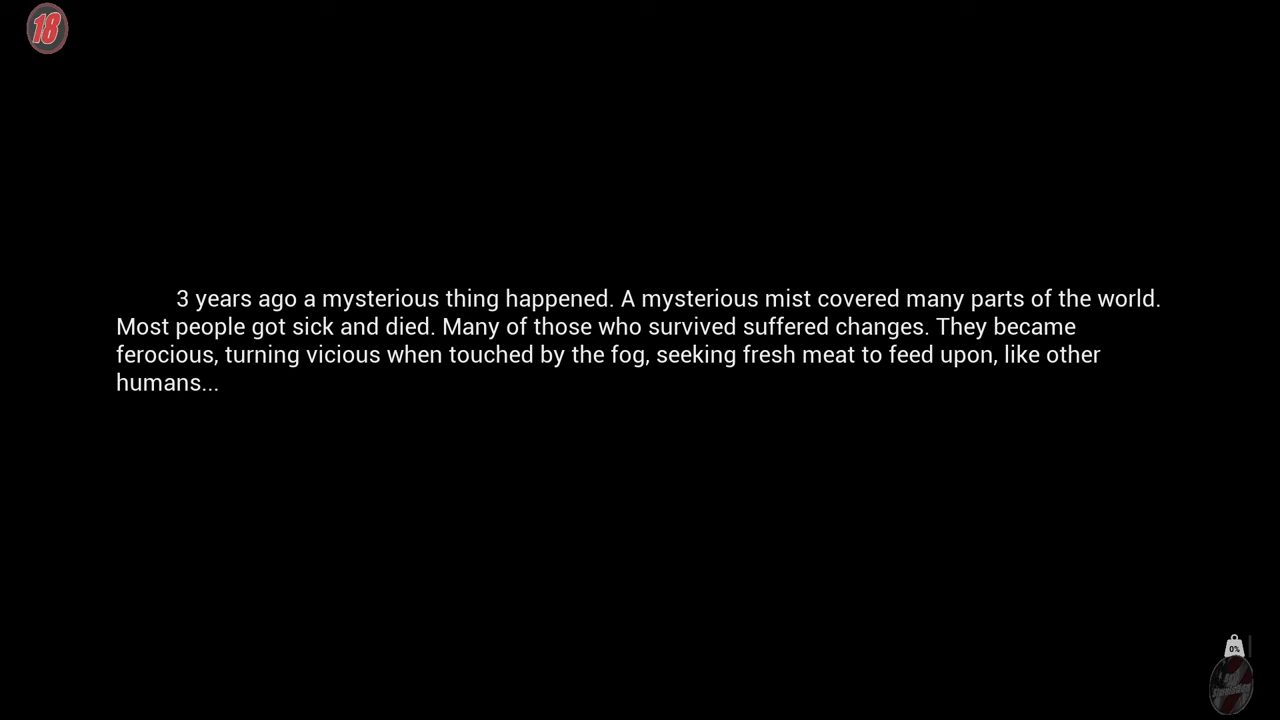 18
3 years ago a mysterious thing happened. A mysterious mist covered many parts of the world.
Most people got sick and died. Many of those who survived suffered changes. They became
ferocious, turning vicious when touched by the fog, seeking fresh meat to feed upon, like other
humans...
0%